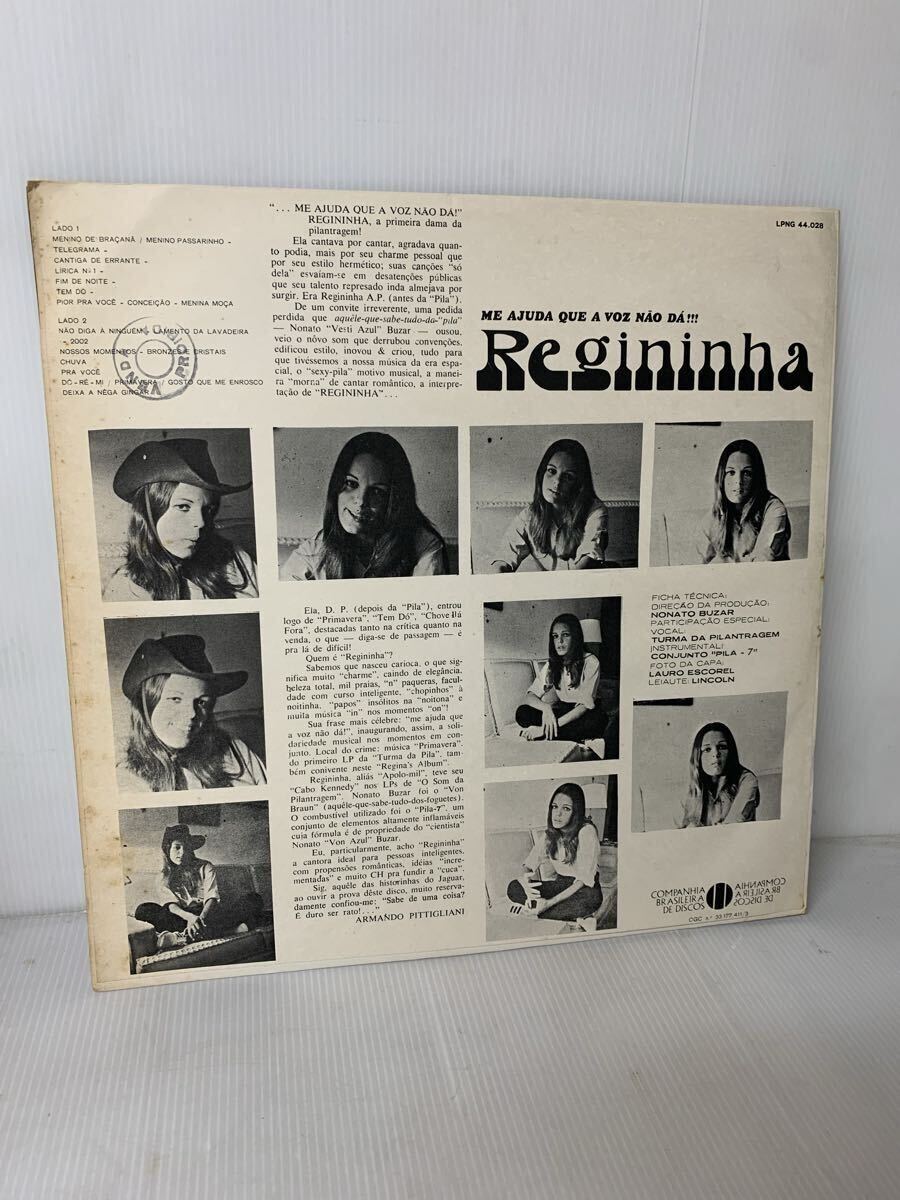 LADO 1
MENINO DE BRAÇANÃ / MENINO PASSARINHO -
TELEGRAMA -
CANTIGA DE ERRANTE -
LÍRICA Nº 1 -
FIM DE NOITE -
TEM DÓ -
PIOR PRA VOCÊ - CONCEIÇÃO - MENINA MOÇA
LADO 2
NÃO DIGA À NINGUÉM - LAMENTO DA LAVADEIRA
- 2002
NOSSOS MOMENTOS - BRONZES E CRISTAIS
CHUVA
PRA VOCÊ
DÓ-RÉ-MI / PRIMAVERA / GOSTO QUE ME ENROSCO
DEIXA A NÊGA GINGAR
"... ME AJUDA QUE A VOZ NÃO DÁ!"
REGININHA, a primeira dama da
pilantragem!
Ela cantava por cantar, agradava quan-
to podia, mais por seu charme pessoal que
por seu estilo hermético; suas canções "só
dela" esvaíam-se em desatenções públicas
que seu talento represado inda almejava por
surgir. Era Regininha A.P. (antes da "Pila").
De um convite irreverente, uma pedida
perdida que aquêle-que-sabe-tudo-da-"pila"
— Nonato "Vesti Azul" Buzar — ousou,
veio o nôvo som que derrubou convenções,
edificou estilo, inovou & criou, tudo para
que tivéssemos a nossa música da era espa-
cial, o "sexy-pila" motivo musical, a manei-
ra "morna" de cantar romântico, a interpre-
tação de "REGININHA"...
LPNG 44.028
ME AJUDA QUE A VOZ NÃO DÁ!!!
Regininha
Ela, D. P. (depois da "Pila"), entrou
logo de "Primavera", "Tem Dó", "Chove Lá
Fora", destacadas tanto na crítica quanto na
venda, o que — diga-se de passagem — é
pra lá de difícil!
Quem é "Regininha"?
Sabemos que nasceu carioca, o que sig-
nifica muito "charme", caindo de elegância,
beleza total, mil praias, "n" paqueras, facul-
dade com curso inteligente, "chopinhos" à
noitinha, "papos" insólitos na "noitona" e
muita música "in" nos momentos "on"!
Sua frase mais célebre: "me ajuda que
a voz não dá!", inaugurando, assim, a soli-
dariedade musical nos momentos em con-
junto. Local do crime: música "Primavera",
do primeiro LP da "Turma da Pila", tam-
bém conivente neste "Regina's Album".
Regininha, aliás "Apolo-mil", teve seu
"Cabo Kennedy" nos LPs de "O Som da
Pilantragem". Nonato Buzar foi o "Von
Braun" (aquêle-que-sabe-tudo-dos-foguetes).
O combustível utilizado foi o "Pila-7", um
conjunto de elementos altamente inflamáveis
cuja fórmula é de propriedade do "cientista"
Nonato "Von Azul" Buzar.
Eu, particularmente, acho "Regininha"
a cantora ideal para pessoas inteligentes,
com propensões românticas, idéias "incre-
mentadas" e muito CH pra fundir a "cuca".
Sig, aquêle das historinhas do Jaguar,
ao ouvir a prova dêste disco, muito reserva-
damente confiou-me: "Sabe de uma coisa?
É duro ser rato!..."
ARMANDO PITTIGLIANI
FICHA TÉCNICA:
DIREÇÃO DA PRODUÇÃO:
NONATO BUZAR
PARTICIPAÇÃO ESPECIAL:
VOCAL:
TURMA DA PILANTRAGEM
INSTRUMENTAL:
CONJUNTO "PILA - 7"
FOTO DA CAPA:
LAURO ESCOREL
LEIAUTE: LINCOLN
COMPANHIA
BRASILEIRA
DE DISCOS
COMPANHIA
BRASILEIRA
DE DISCOS
CGC n.º 33.177.411/3